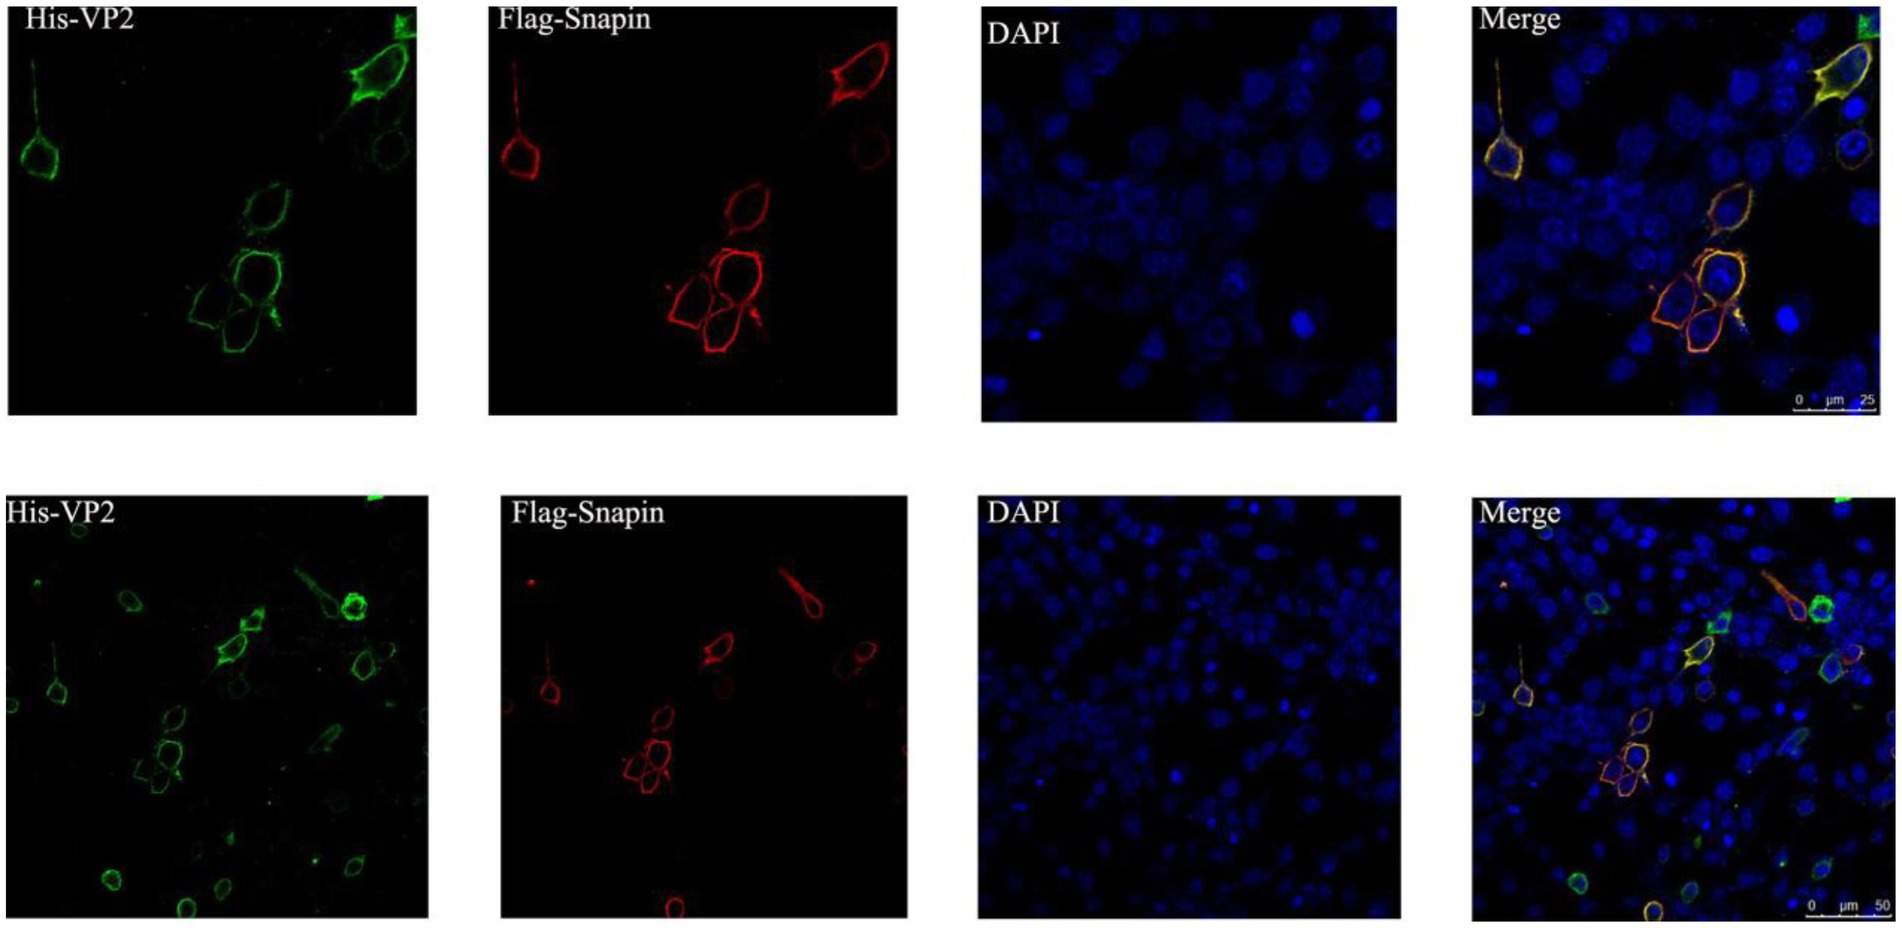 His-VP2
Flag-Snapin
DAPI
Merge
0 μm 25
His-VP2
Flag-Snapin
DAPI
Merge
0 μm 50